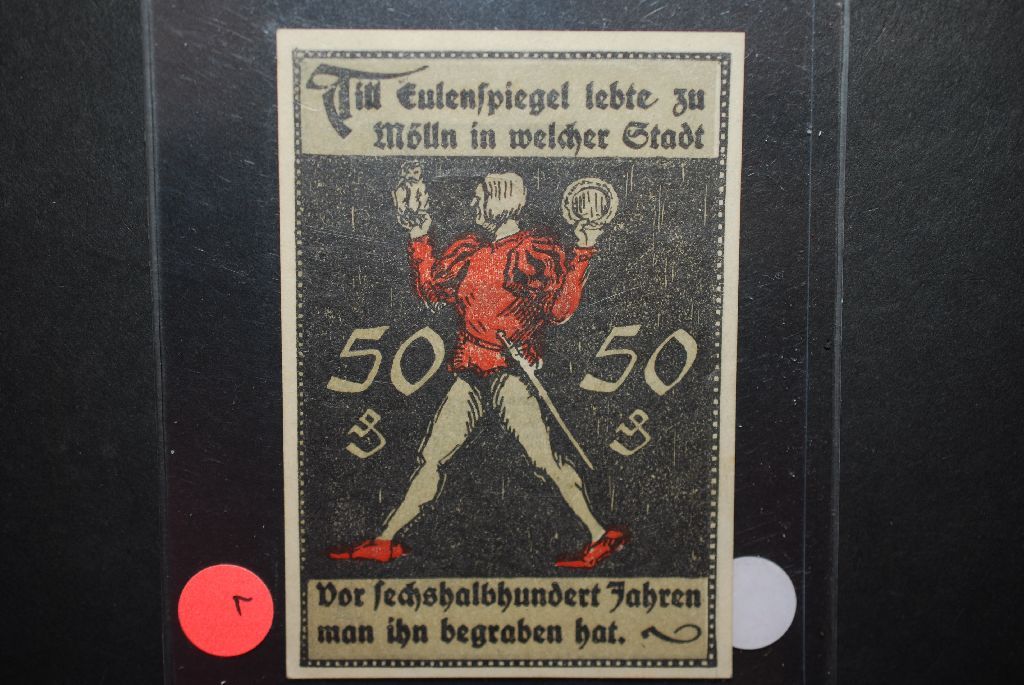 Till Eulenspiegel lebte zu
Mölln in welcher Stadt
50 50
Vor sechshalbhundert Jahren
man ihn begraben hat.